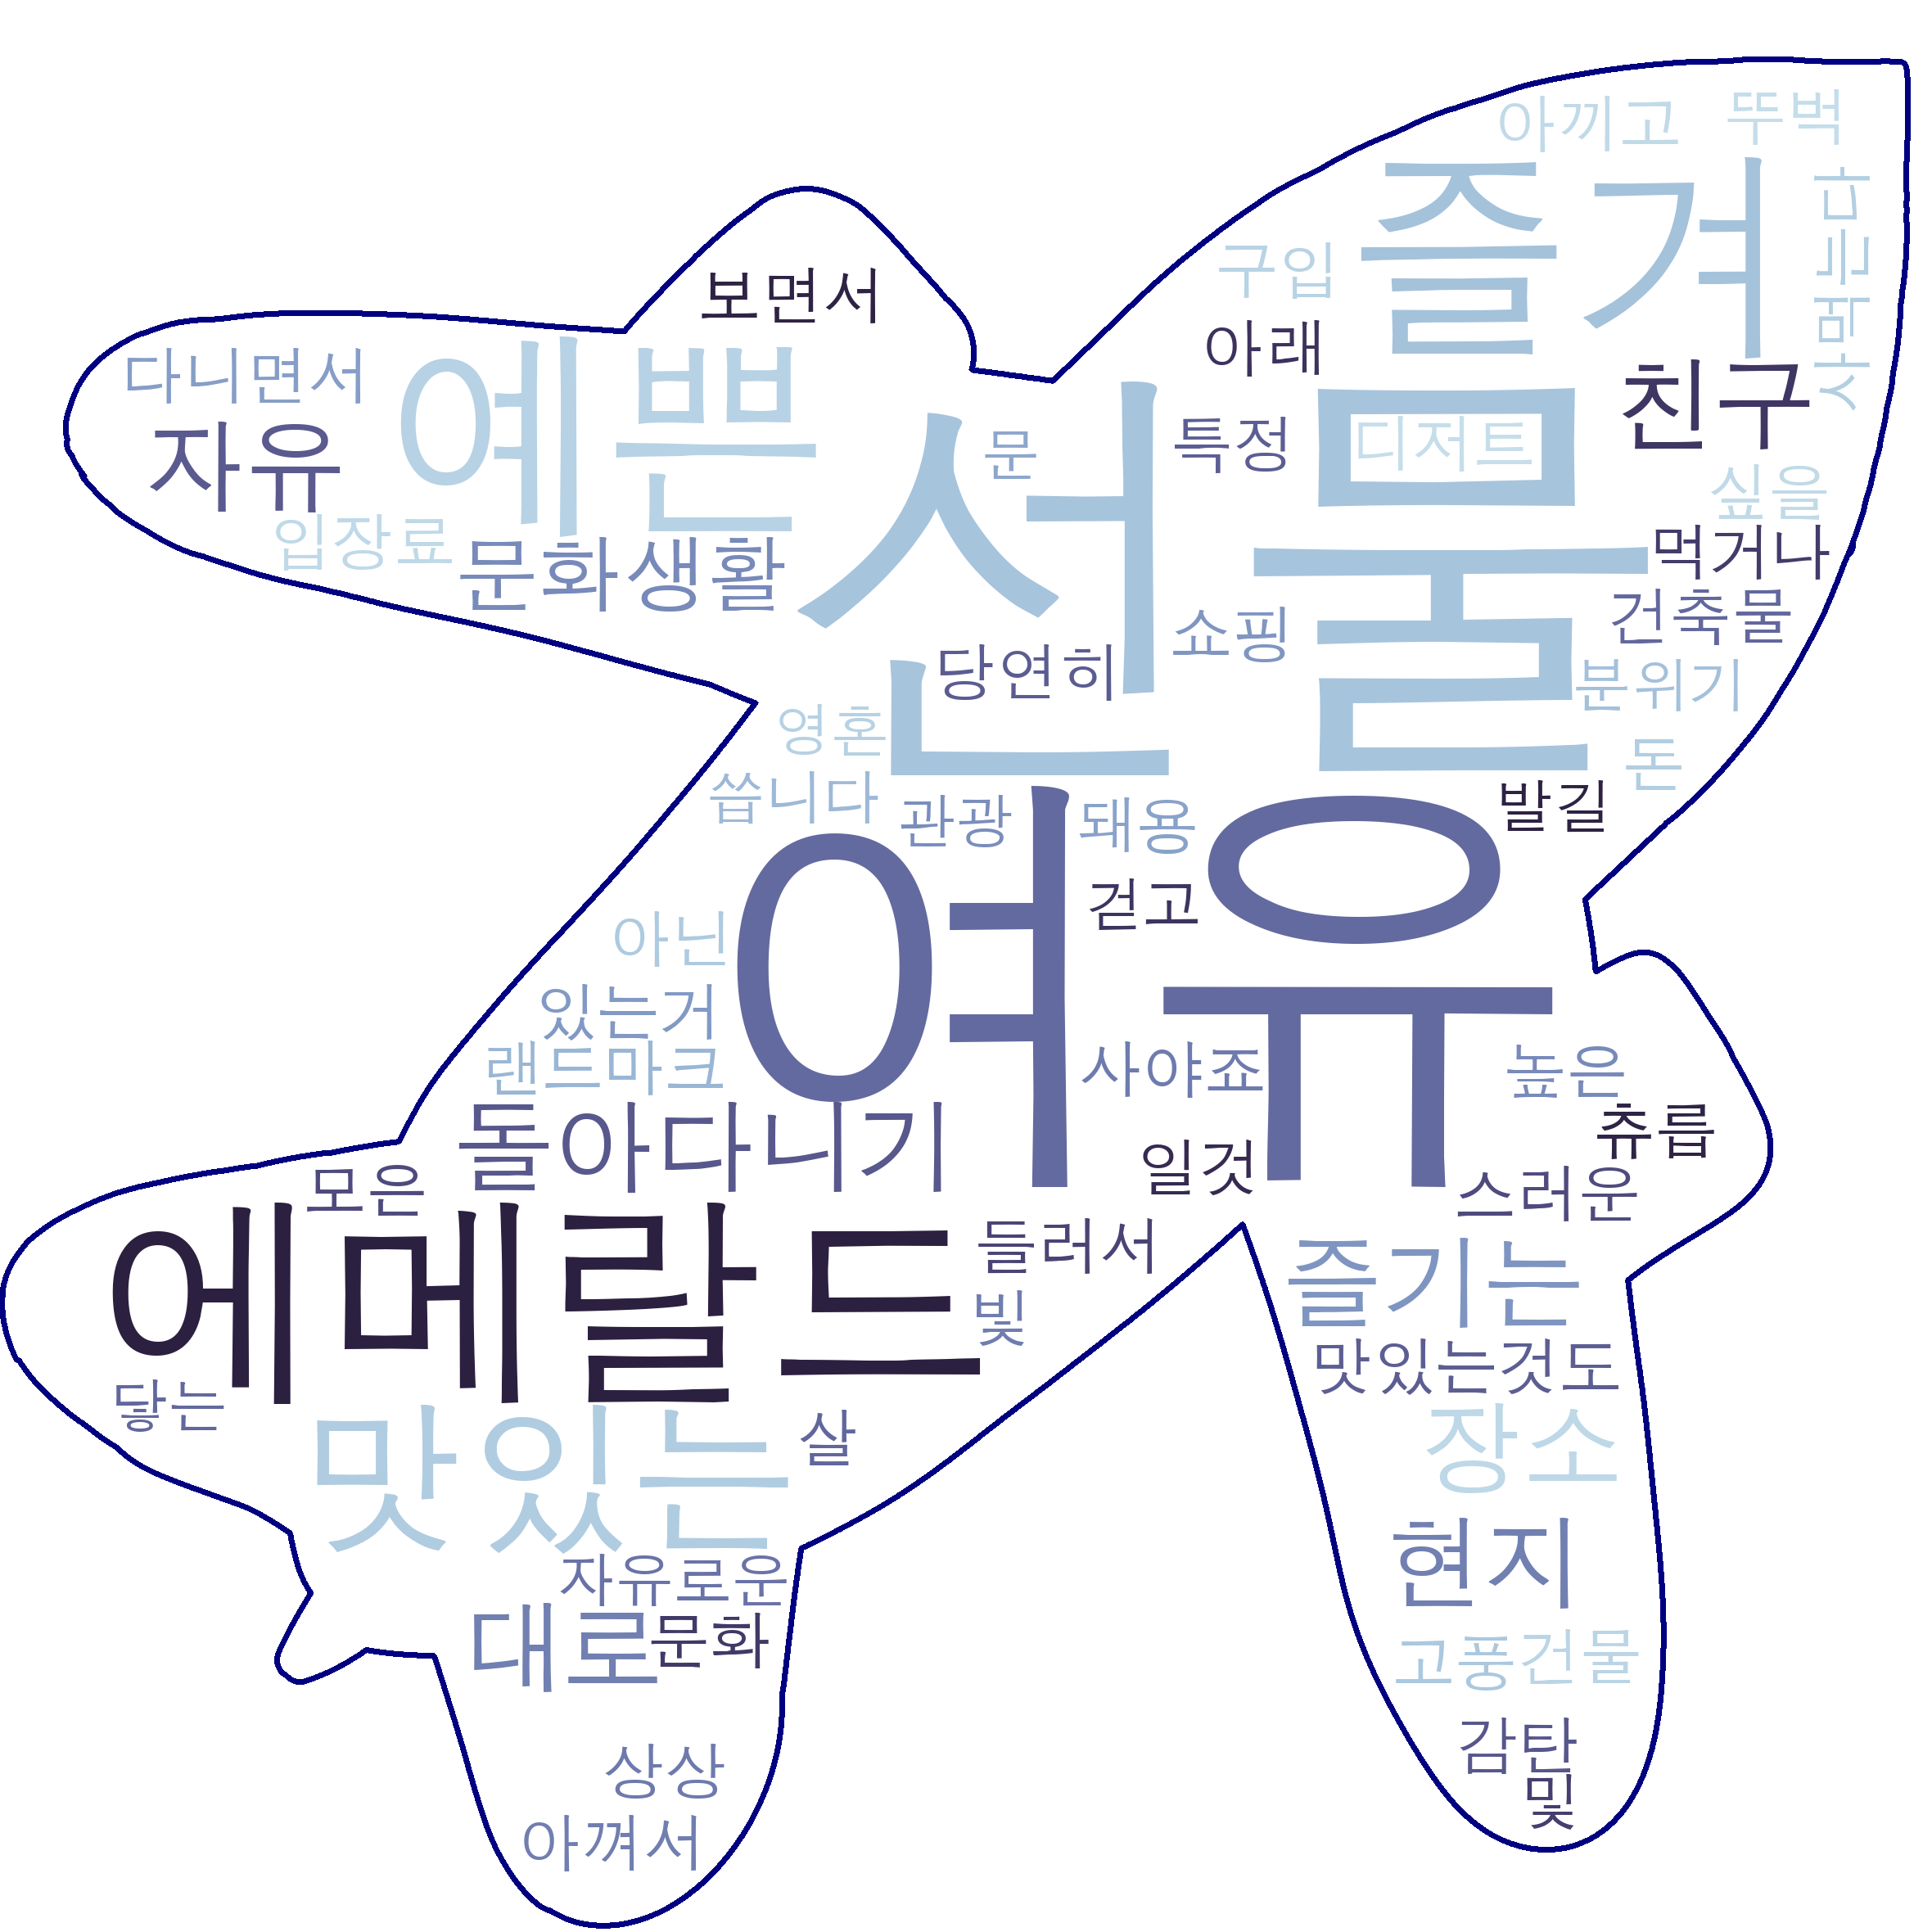 아끼고 뚜벅
즐거
다는점자
구입
보면서
아래
다니면서
예쁜
선물
친구
자유
문
특정
디저트
싶을
입장료
문화생활
먹거나
건축물
쇼핑
당연히
분위기
영혼
돈
씁니다
관광
돼용
발길
여유
걷고
아닌
있는거
랜드마크
사야죠
높은
돌아다니기
추릅
일것
모은
스러운
에메랄드
들러서
즐기는
빛
맛있는것도
닿는
맛있는
살
장소
현지
자유로운
대로
문화
고풍건물
감탄
상상
및
아껴서